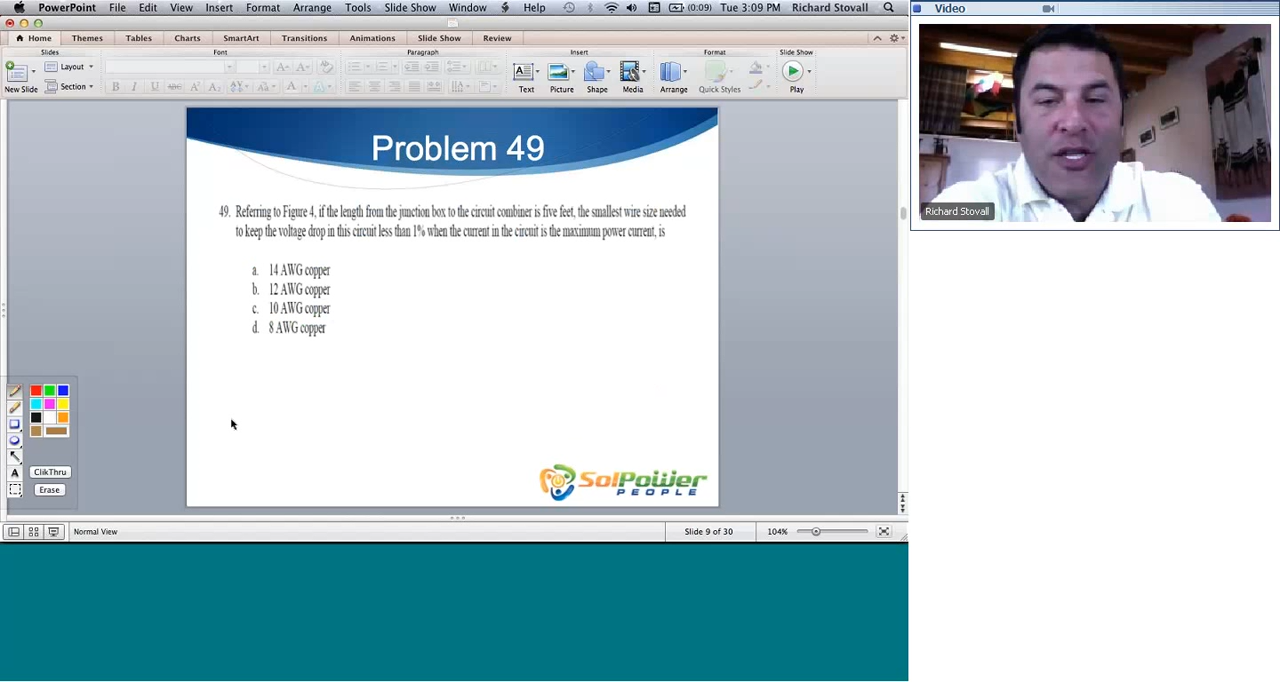 PowerPoint File Edit View Insert Format Arrange Tools Slide Show Window Help (0:09) Tue 3:09 PM Richard Stovall
Home Themes Tables Charts SmartArt Transitions Animations Slide Show Review
Slides Font Paragraph Insert Format Slide Show
Layout
New Slide Section Text Picture Shape Media Arrange Quick Styles Play
Problem 49
49. Referring to Figure 4, if the length from the junction box to the circuit combiner is five feet, the smallest wire size needed
to keep the voltage drop in this circuit less than 1% when the current in the circuit is the maximum power current, is
a. 14 AWG copper
b. 12 AWG copper
c. 10 AWG copper
d. 8 AWG copper
SolPower
PEOPLE
A
ClikThru
Erase
Normal View Slide 9 of 30 104%
Video
Richard Stovall